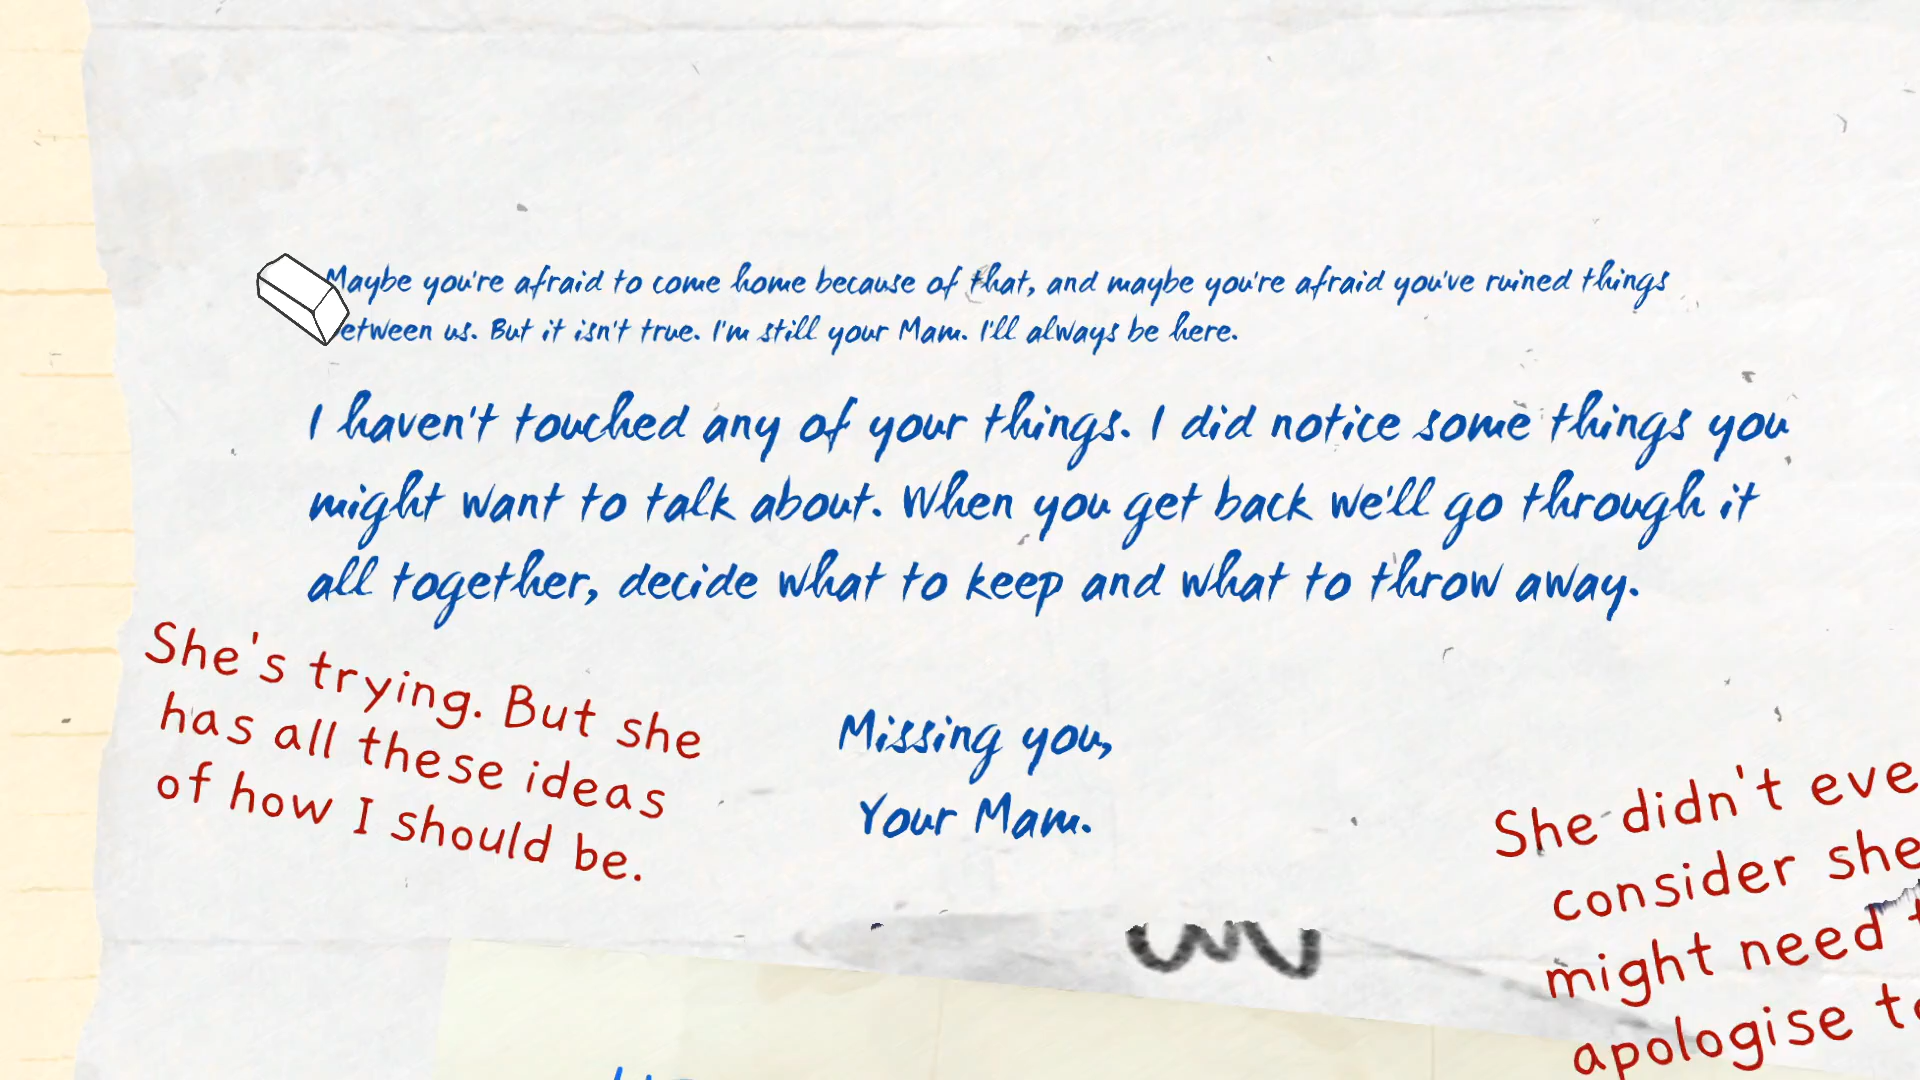 Maybe you're afraid to come home because of that, and maybe you're afraid you've ruined things
etween us. But it isn't true. I'm still your Mam. I'll always be here.
I haven't touched any of your things. I did notice some things you
might want to talk about. When you get back we'll go through it
all together, decide what to keep and what to throw away.
She's trying. But she
has all these ideas
of how I should be.
Missing you,
Your Mam.
She didn't eve
consider she
might need
apologise